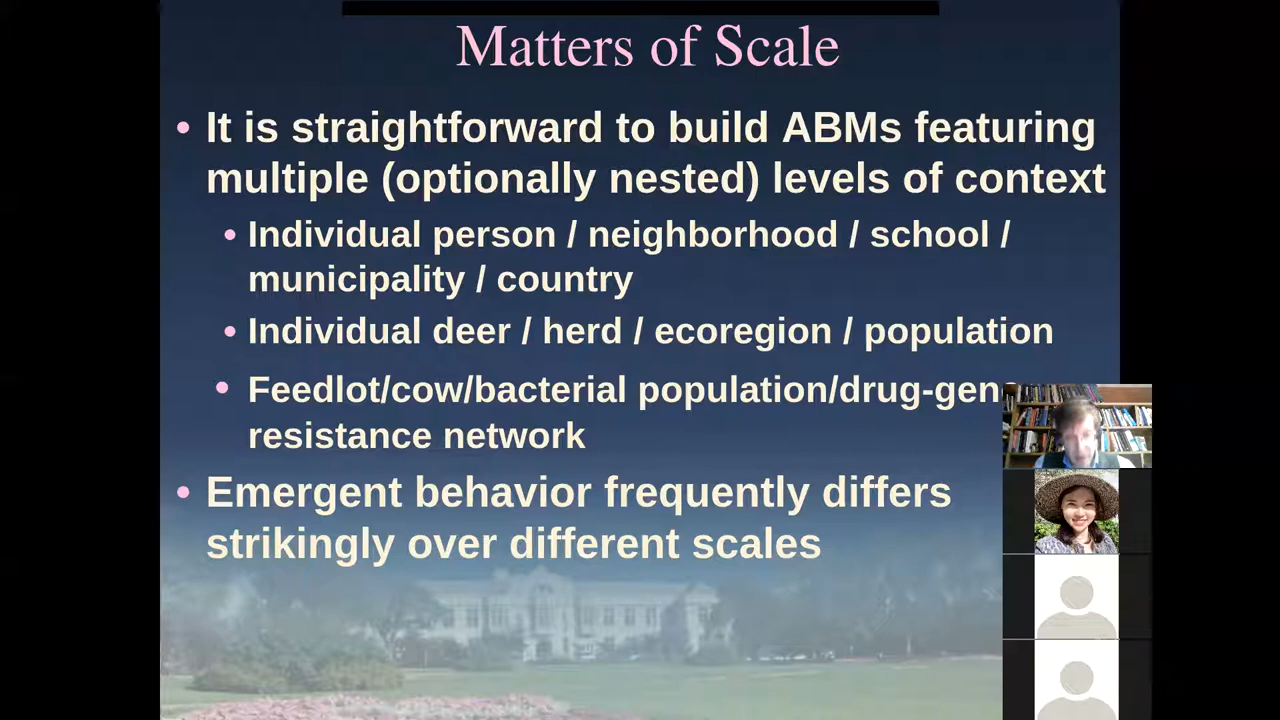 Matters of Scale
• It is straightforward to build ABMs featuring
multiple (optionally nested) levels of context
• Individual person / neighborhood / school /
municipality / country
• Individual deer / herd / ecoregion / population
• Feedlot/cow/bacterial population/drug-gen
resistance network
• Emergent behavior frequently differs
strikingly over different scales